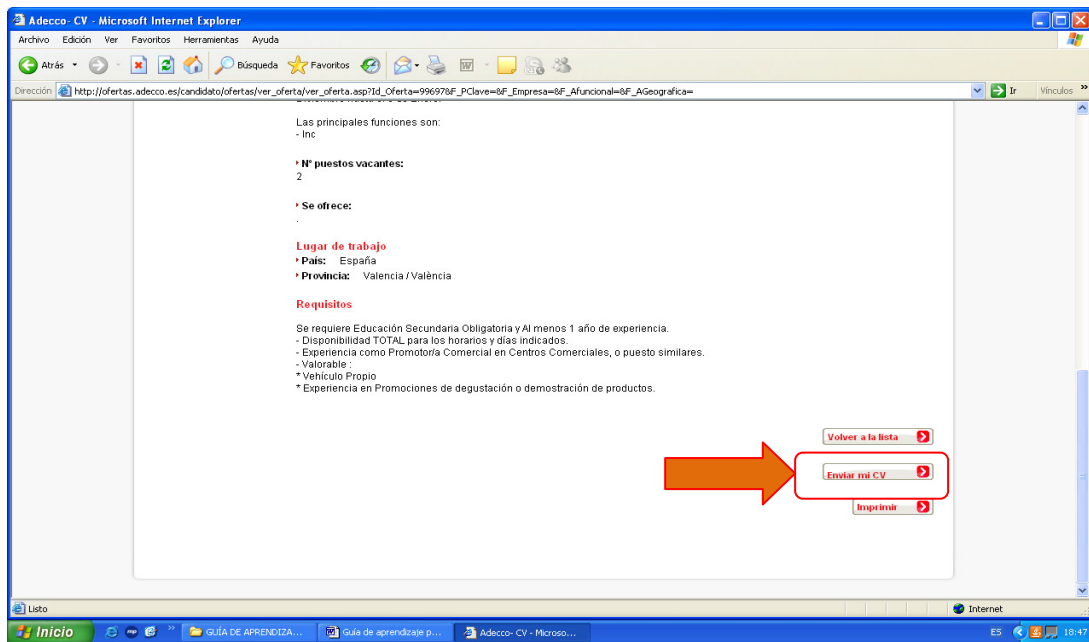 Adecco- CV - Microsoft Internet Explorer
Archivo Edición Ver Favoritos Herramientas Ayuda
Atrás Búsqueda Favoritos
Dirección http://ofertas.adecco.es/candidato/ofertas/ver_oferta/ver_oferta.asp?Id_Oferta=99697&F_PClave=&F_Empresa=&F_Afuncional=&F_AGeografica= Ir Vínculos »
Las principales funciones son:
- Inc
Nº puestos vacantes:
2
Se ofrece:
.
Lugar de trabajo
País: España
Provincia: Valencia / València
Requisitos
Se requiere Educación Secundaria Obligatoria y Al menos 1 año de experiencia.
- Disponibilidad TOTAL para los horarios y días indicados.
- Experiencia como Promotor/a Comercial en Centros Comerciales, o puesto similares.
- Valorable :
* Vehículo Propio
* Experiencia en Promociones de degustación o demostración de productos.
Volver a la lista
Enviar mi CV
Imprimir
Listo Internet
Inicio » GUÍA DE APRENDIZA... Guía de aprendizaje p... Adecco- CV - Microso... ES 18:47